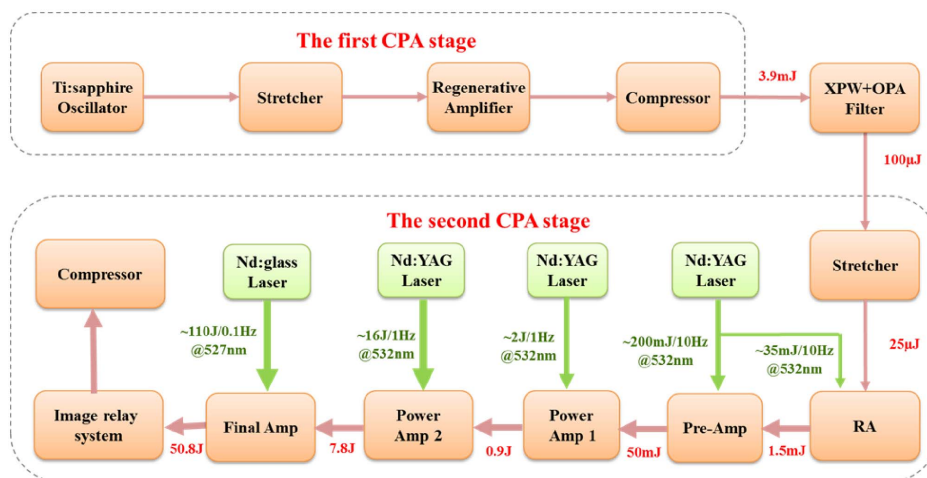 The first CPA stage
Ti:sapphire
Oscillator
Stretcher
Regenerative
Amplifier
Compressor
3.9mJ
XPW+OPA
Filter
100μJ
The second CPA stage
Compressor
Nd:glass
Laser
Nd:YAG
Laser
Nd:YAG
Laser
Nd:YAG
Laser
Stretcher
~110J/0.1Hz
@527nm
~16J/1Hz
@532nm
~2J/1Hz
@532nm
~200mJ/10Hz
@532nm
~35mJ/10Hz
@532nm
25μJ
Image relay
system
50.8J
Final Amp
7.8J
Power
Amp 2
0.9J
Power
Amp 1
50mJ
Pre-Amp
1.5mJ
RA